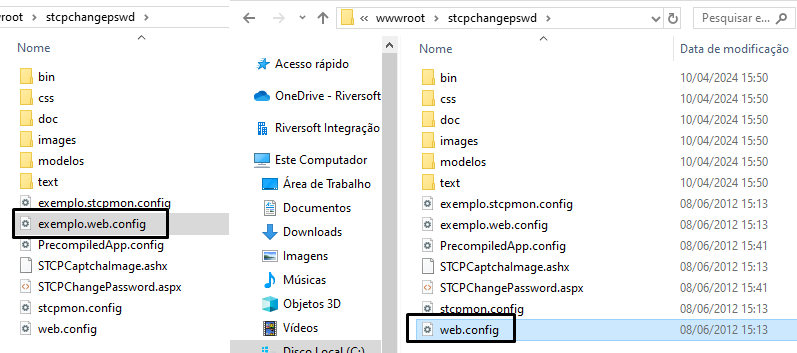 root › stcpchangepswd
Nome
bin
css
doc
images
modelos
text
exemplo.stcpmon.config
exemplo.web.config
PrecompiledApp.config
STCPCaptchaImage.ashx
STCPChangePassword.aspx
stcpmon.config
web.config
« wwwroot › stcpchangepswd
Pesquisar e...
Acesso rápido
OneDrive - Riversoft
Riversoft Integração
Este Computador
Área de Trabalho
Documentos
Downloads
Imagens
Músicas
Objetos 3D
Vídeos
Disco Local (C:)
Nome Data de modificação
bin 10/04/2024 15:50
css 10/04/2024 15:50
doc 10/04/2024 15:50
images 10/04/2024 15:50
modelos 10/04/2024 15:50
text 10/04/2024 15:50
exemplo.stcpmon.config 08/06/2012 15:13
exemplo.web.config 08/06/2012 15:13
PrecompiledApp.config 08/06/2012 15:41
STCPCaptchaImage.ashx 08/06/2012 15:13
STCPChangePassword.aspx 08/06/2012 15:41
stcpmon.config 08/06/2012 15:13
web.config 08/06/2012 15:13